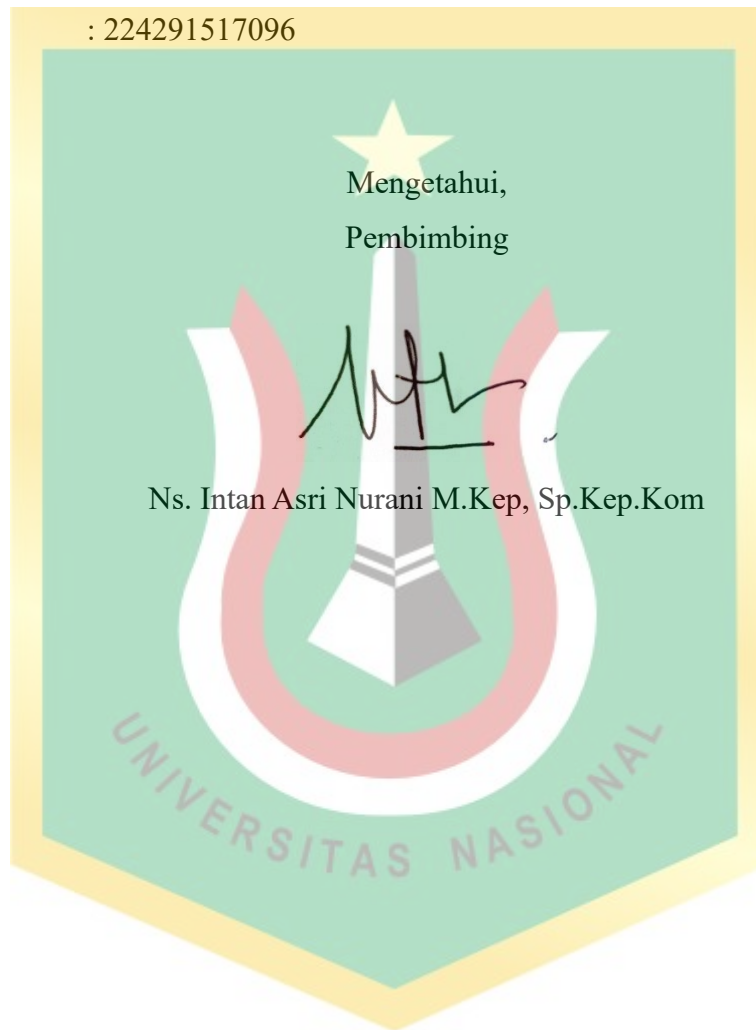 : 224291517096
Mengetahui,
Pembimbing
Ns. Intan Asri Nurani M.Kep, Sp.Kep.Kom
UNIVERSITAS NASIONAL